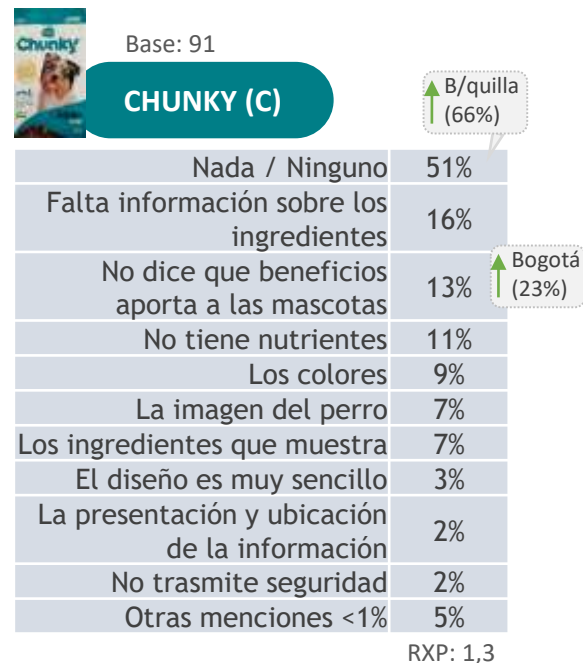 Chunky
Base: 91
CHUNKY (C)
B/quilla
(66%)
Nada / Ninguno 51%
Falta información sobre los
ingredientes 16%
Bogotá
(23%)
No dice que beneficios
aporta a las mascotas 13%
No tiene nutrientes 11%
Los colores 9%
La imagen del perro 7%
Los ingredientes que muestra 7%
El diseño es muy sencillo 3%
La presentación y ubicación
de la información 2%
No trasmite seguridad 2%
Otras menciones <1% 5%
RXP: 1,3